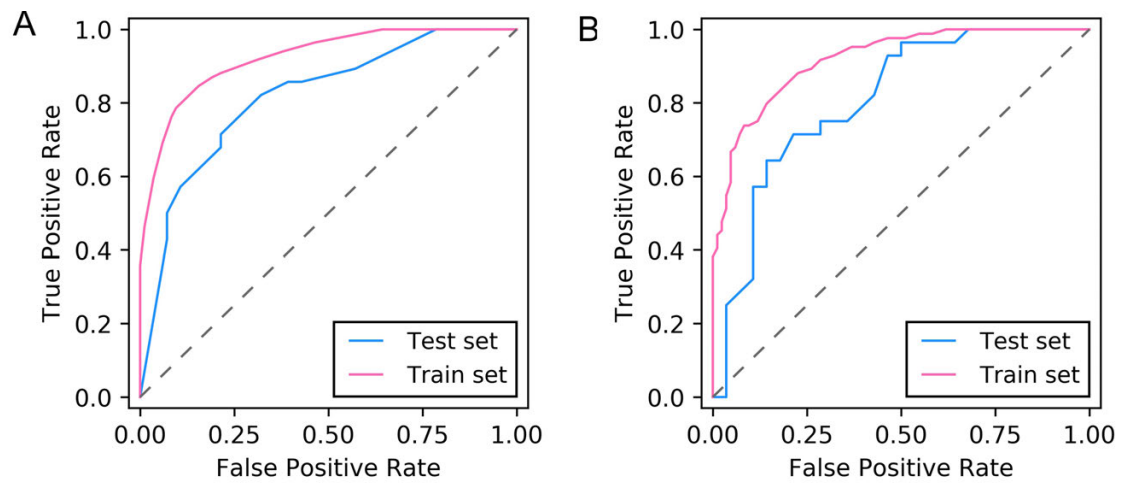 A
1.0
0.8
0.6
0.4
0.2
0.0
True Positive Rate
Test set
Train set
0.00 0.25 0.50 0.75 1.00
False Positive Rate
B
1.0
0.8
0.6
0.4
0.2
0.0
True Positive Rate
Test set
Train set
0.00 0.25 0.50 0.75 1.00
False Positive Rate